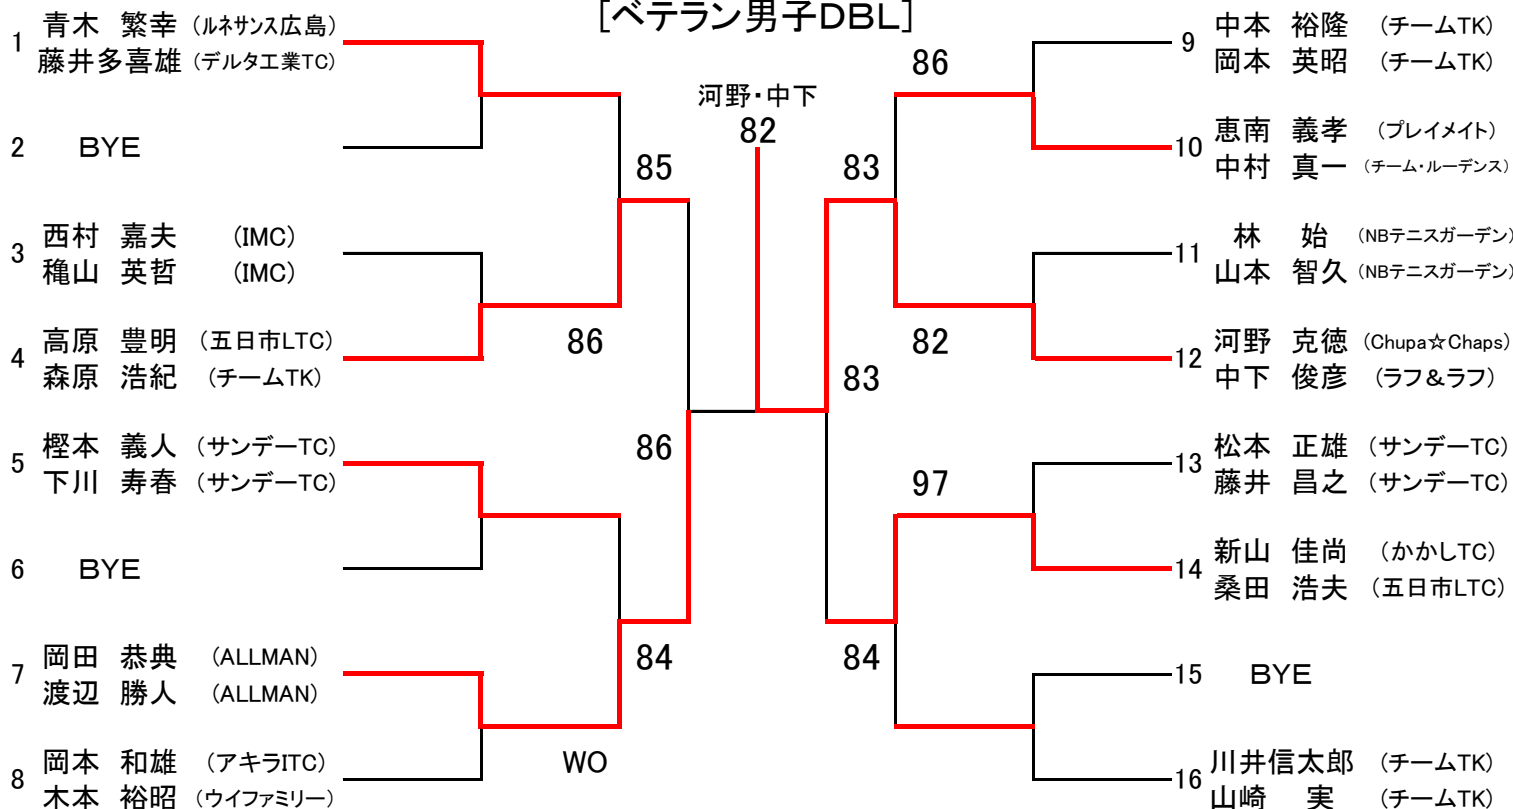 [ベテラン男子DBL]
1 青木 繁幸 (ルネサンス広島)
藤井多喜雄 (デルタ工業TC)
2 BYE
3 西村 嘉夫 (IMC)
穐山 英哲 (IMC)
4 高原 豊明 (五日市LTC)
森原 浩紀 (チームTK)
5 樫本 義人 (サンデーTC)
下川 寿春 (サンデーTC)
6 BYE
7 岡田 恭典 (ALLMAN)
渡辺 勝人 (ALLMAN)
8 岡本 和雄 (アキラITC)
木本 裕昭 (ウイファミリー)
85
86
86
84
WO
河野・中下
82
86
83
82
83
97
84
9 中本 裕隆 (チームTK)
岡本 英昭 (チームTK)
10 恵南 義孝 (プレイメイト)
中村 真一 (チーム・ルーデンス)
11 林 始 (NBテニスガーデン)
山本 智久 (NBテニスガーデン)
12 河野 克徳 (Chupa☆Chaps)
中下 俊彦 (ラフ&ラフ)
13 松本 正雄 (サンデーTC)
藤井 昌之 (サンデーTC)
14 新山 佳尚 (かかしTC)
桑田 浩夫 (五日市LTC)
15 BYE
16 川井信太郎 (チームTK)
山崎 実 (チームTK)